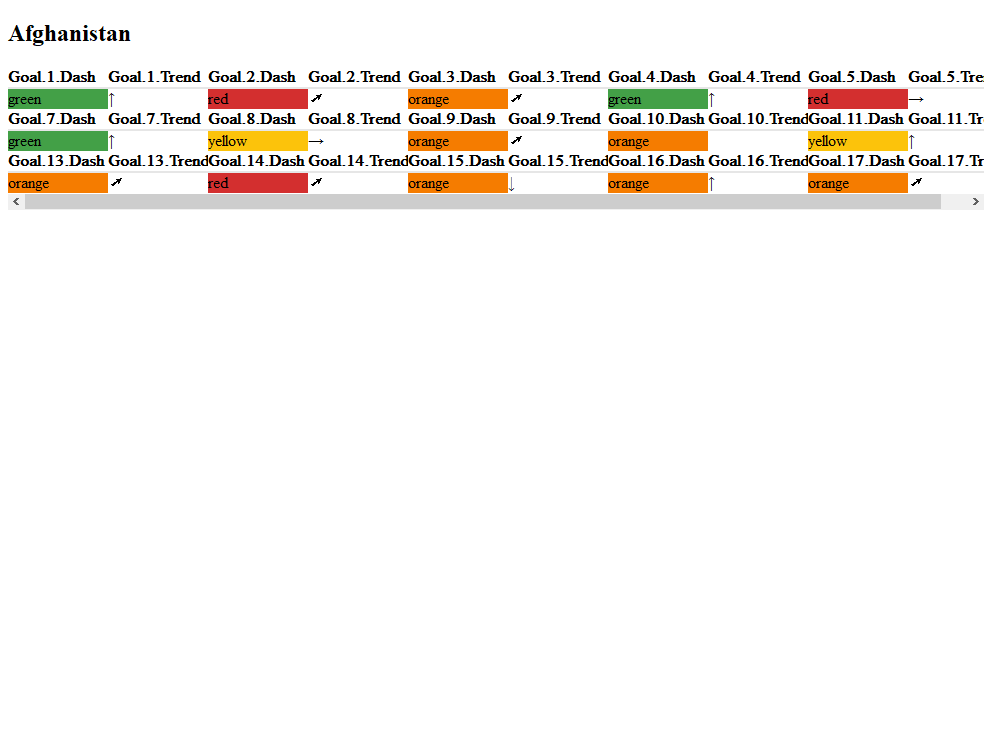 Afghanistan
Goal.1.Dash Goal.1.Trend Goal.2.Dash Goal.2.Trend Goal.3.Dash Goal.3.Trend Goal.4.Dash Goal.4.Trend Goal.5.Dash Goal.5.Tre
green ↑ red ➚ orange ➚ green ↑ red →
Goal.7.Dash Goal.7.Trend Goal.8.Dash Goal.8.Trend Goal.9.Dash Goal.9.Trend Goal.10.Dash Goal.10.Trend Goal.11.Dash Goal.11.Tr
green ↑ yellow → orange ➚ orange yellow ↑
Goal.13.Dash Goal.13.Trend Goal.14.Dash Goal.14.Trend Goal.15.Dash Goal.15.Trend Goal.16.Dash Goal.16.Trend Goal.17.Dash Goal.17.T
orange ➚ red ➚ orange ↓ orange ↑ orange ➚